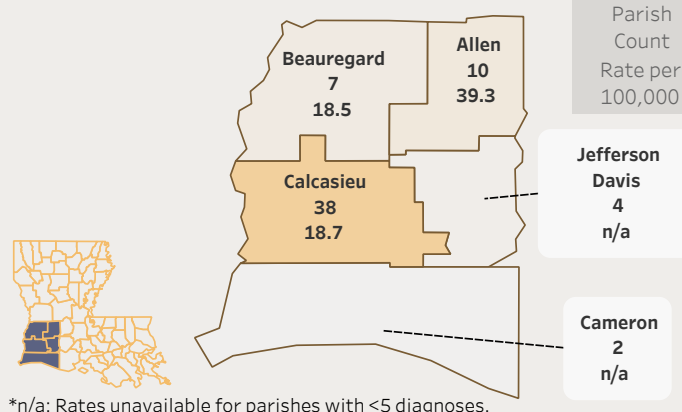 Parish
Count
Rate per
100,000
Beauregard
7
18.5
Allen
10
39.3
Calcasieu
38
18.7
Jefferson
Davis
4
n/a
Cameron
2
n/a
*n/a: Rates unavailable for parishes with <5 diagnoses.